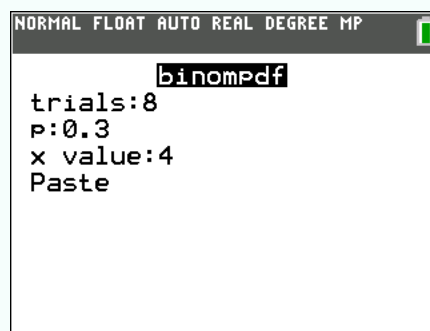 NORMAL FLOAT AUTO REAL DEGREE MP
binompdf
trials:8
p:0.3
x value:4
Paste